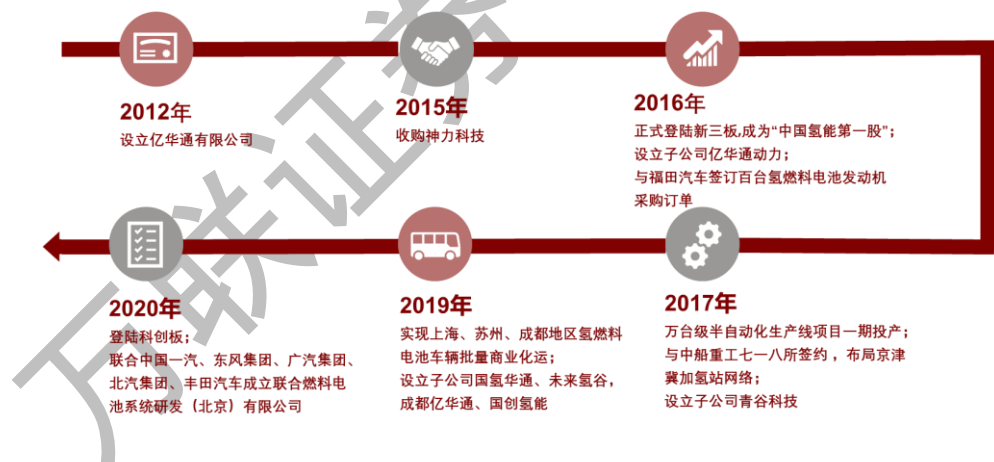 2012年
设立亿华通有限公司
2015年
收购神力科技
2016年
正式登陆新三板,成为“中国氢能第一股”；
设立子公司亿华通动力；
与福田汽车签订百台氢燃料电池发动机
采购订单
2017年
万台级半自动化生产线项目一期投产；
与中船重工七一八所签约，布局京津
冀加氢站网络；
设立子公司青谷科技
2019年
实现上海、苏州、成都地区氢燃料
电池车辆批量商业化运；
设立子公司国氢华通、未来氢谷，
成都亿华通、国创氢能
2020年
登陆科创板；
联合中国一汽、东风集团、广汽集团、
北汽集团、丰田汽车成立联合燃料电
池系统研发（北京）有限公司
万联证券